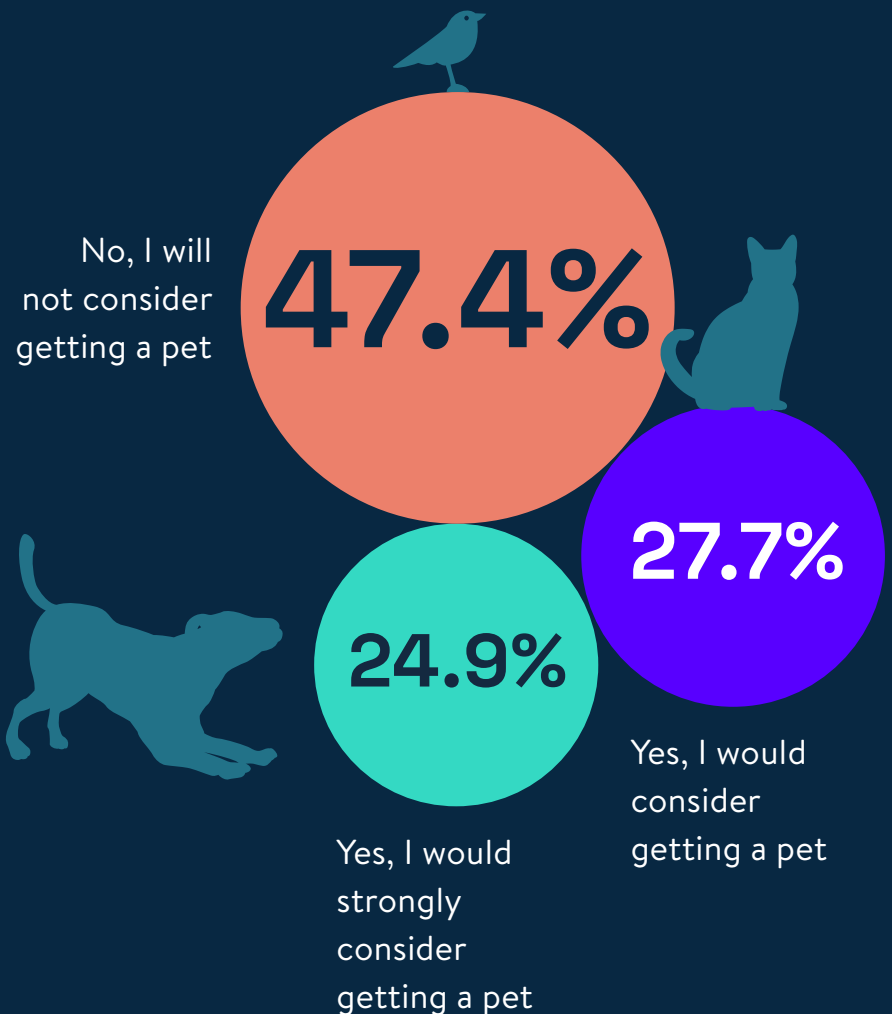 No, I will
not consider
getting a pet
47.4%
27.7%
24.9%
Yes, I would
consider
getting a pet
Yes, I would
strongly
consider
getting a pet